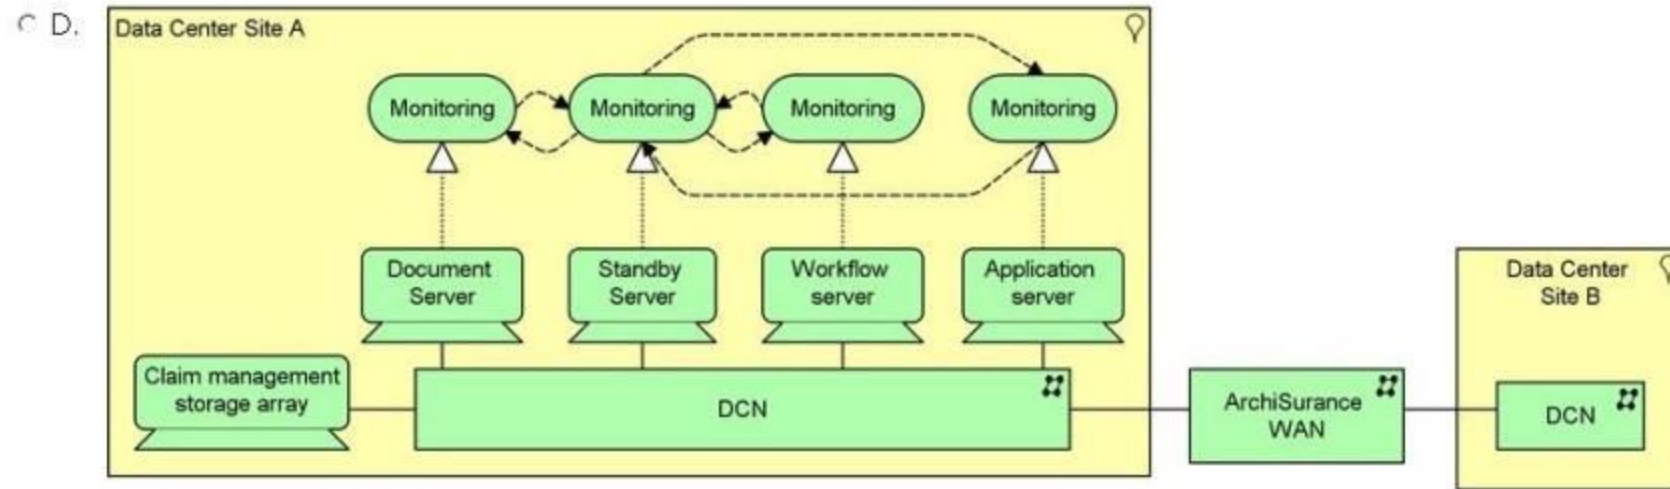 D.
Data Center Site A
Monitoring
Monitoring
Monitoring
Monitoring
Document
Server
Standby
Server
Workflow
server
Application
server
Data Center
Site B
Claim management
storage array
DCN
ArchiSurance
WAN
DCN